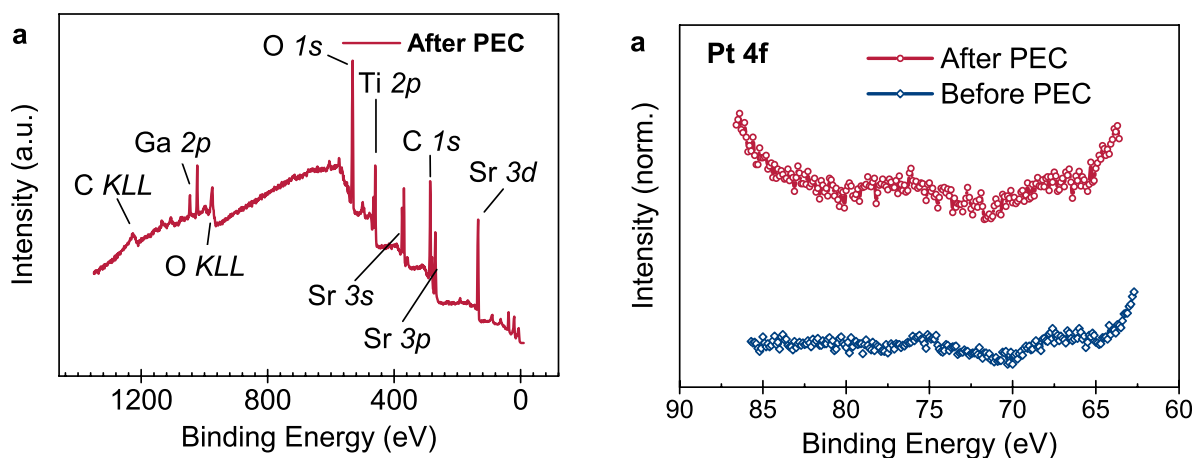 a
O 1s
After PEC
Ti 2p
C 1s
Ga 2p
Sr 3d
C KLL
O KLL
Sr 3s
Sr 3p
Intensity (a.u.)
1200 800 400 0
Binding Energy (eV)
a
Pt 4f
After PEC
Before PEC
Intensity (norm.)
90 85 80 75 70 65 60
Binding Energy (eV)